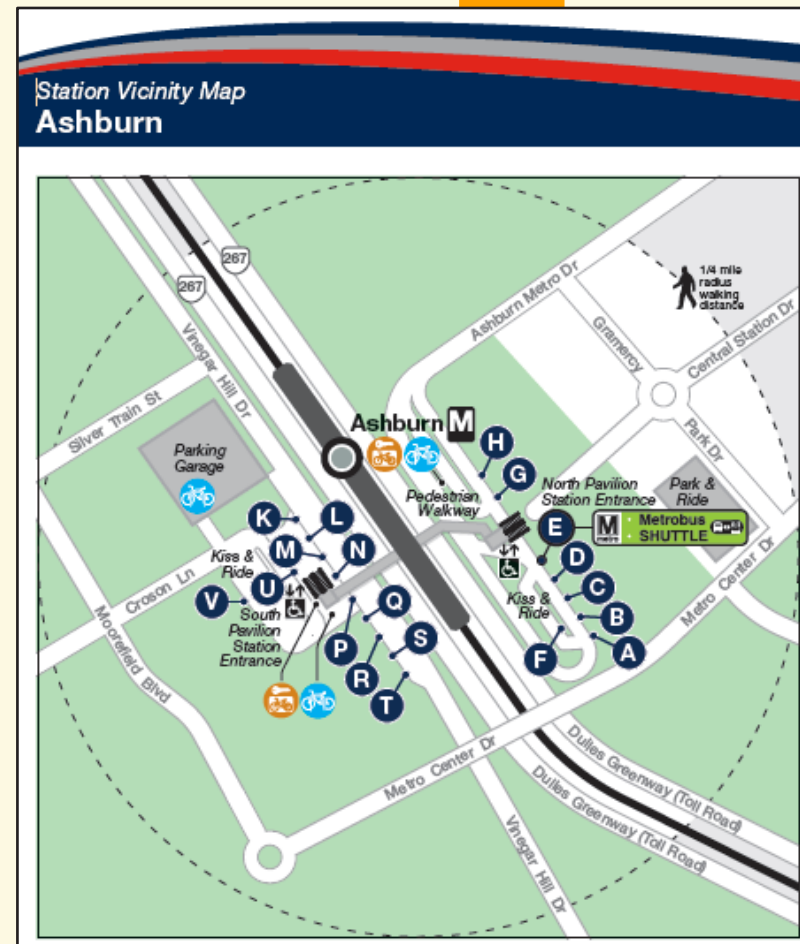 Station Vicinity Map
Ashburn
267
267
1/4 mile
radius
walking
distance
Ashburn Metro Dr
Gramercy
Park Dr
Central Station Dr
Vinegar Hill Dr
Silver Train St
Parking
Garage
Ashburn M
H
G
Pedestrian
Walkway
North Pavilion
Station Entrance
Park &
Ride
E
M
metro
Metrobus
SHUTTLE
D
C
B
A
F
Kiss &
Ride
Metro Center Dr
K
L
M
N
Kiss &
Ride
U
V
Croson Ln
South
Pavilion
Station
Entrance
Q
P
S
R
T
Moorefield Blvd
Metro Center Dr
Dulles Greenway (Toll Road)
Dulles Greenway (Toll Road)
Vinegar Hill Dr